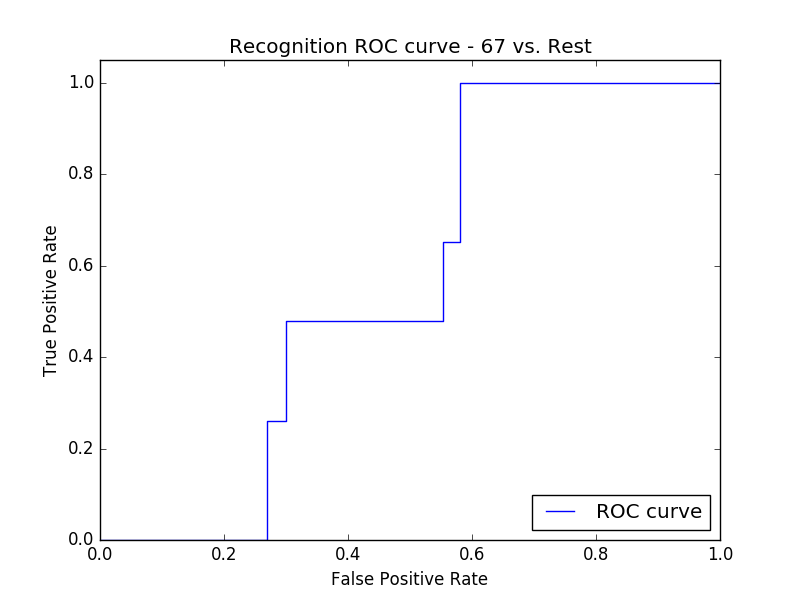 Recognition ROC curve - 67 vs. Rest
1.0
0.8
0.6
0.4
0.2
0.0
True Positive Rate
0.0 0.2 0.4 0.6 0.8 1.0
False Positive Rate
ROC curve